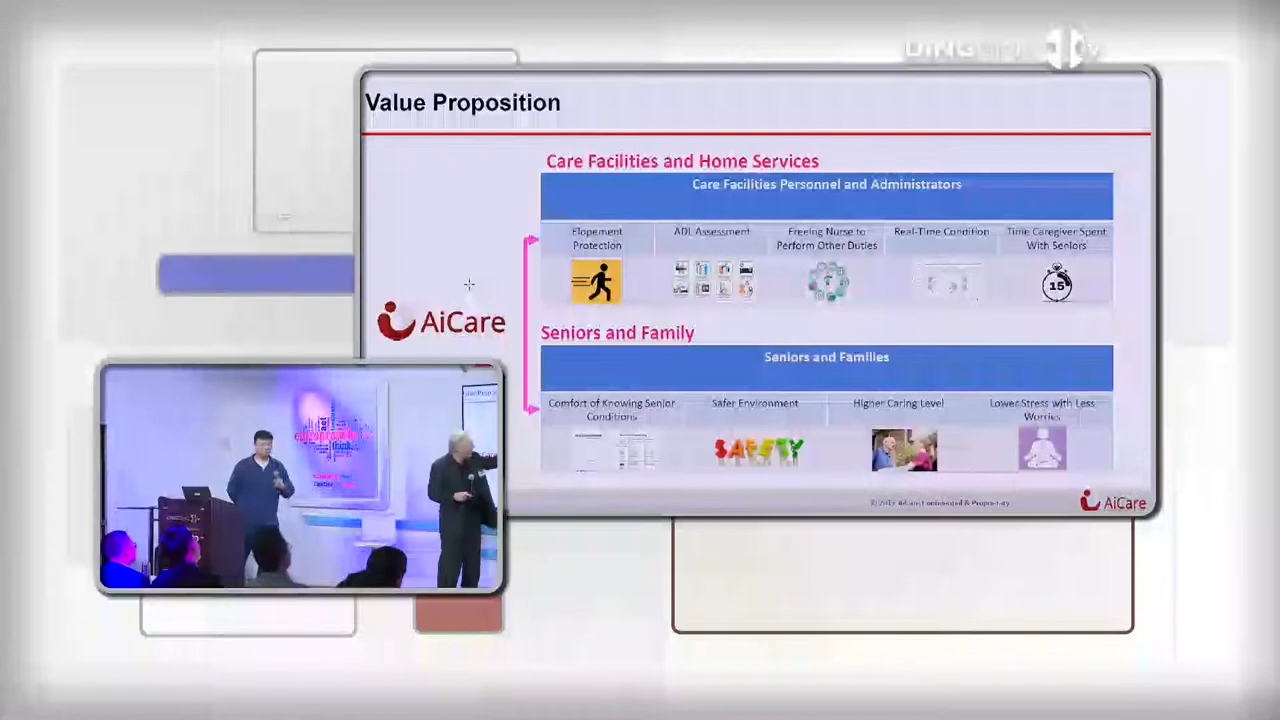 Value Proposition
Care Facilities and Home Services
Care Facilities Personnel and Administrators
Elopement
Protection
ADL Assessment
Freeing Nurse to
Perform Other Duties
Real-Time Condition
Time Caregiver Spent
With Seniors
15
AiCare
Seniors and Family
Seniors and Families
Comfort of Knowing Senior
Conditions
Safer Environment
Higher Caring Level
Lower Stress with Less
Worries
SAFETY
AiCare